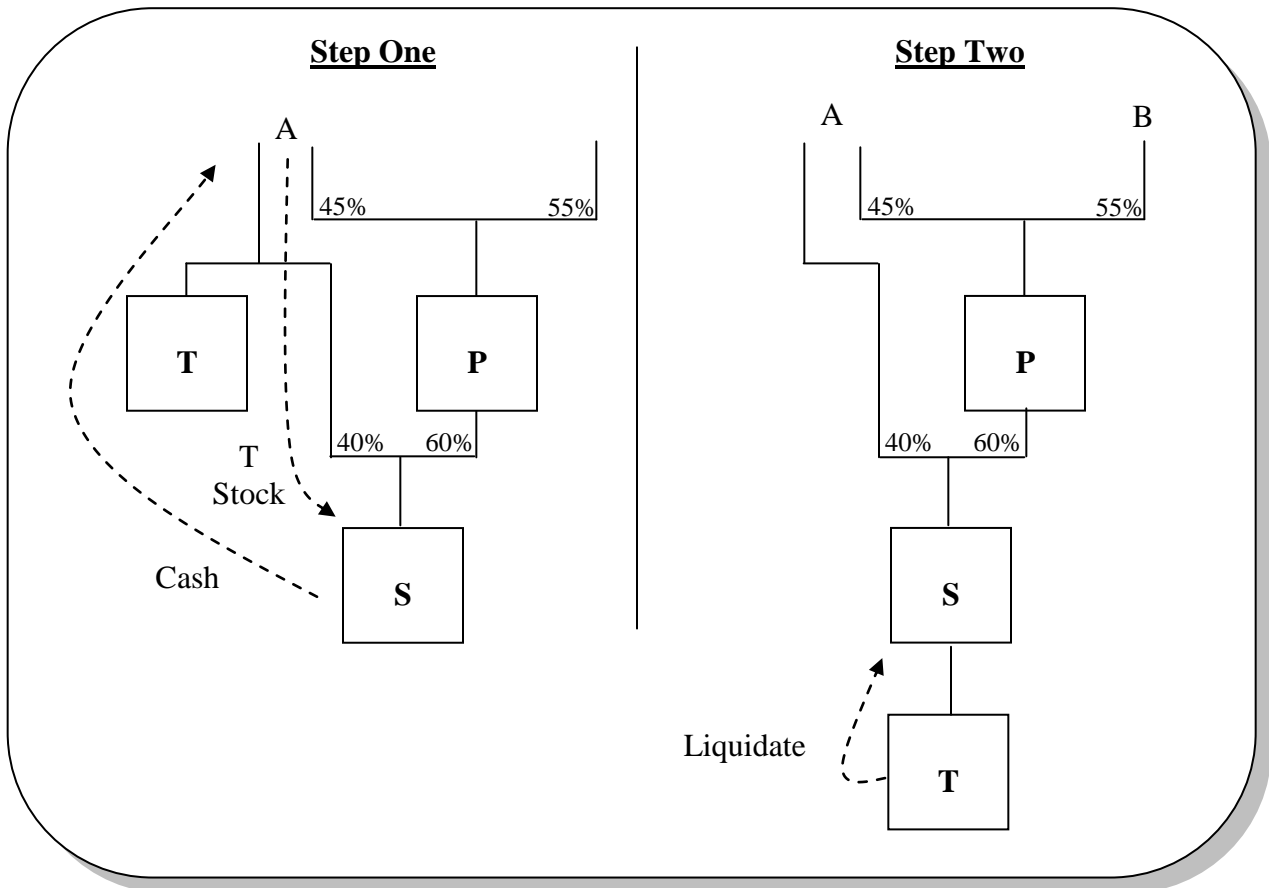 Step One
A
45%
55%
T
P
40%
60%
T
Stock
Cash
S
Step Two
A
B
45%
55%
P
40%
60%
S
Liquidate
T